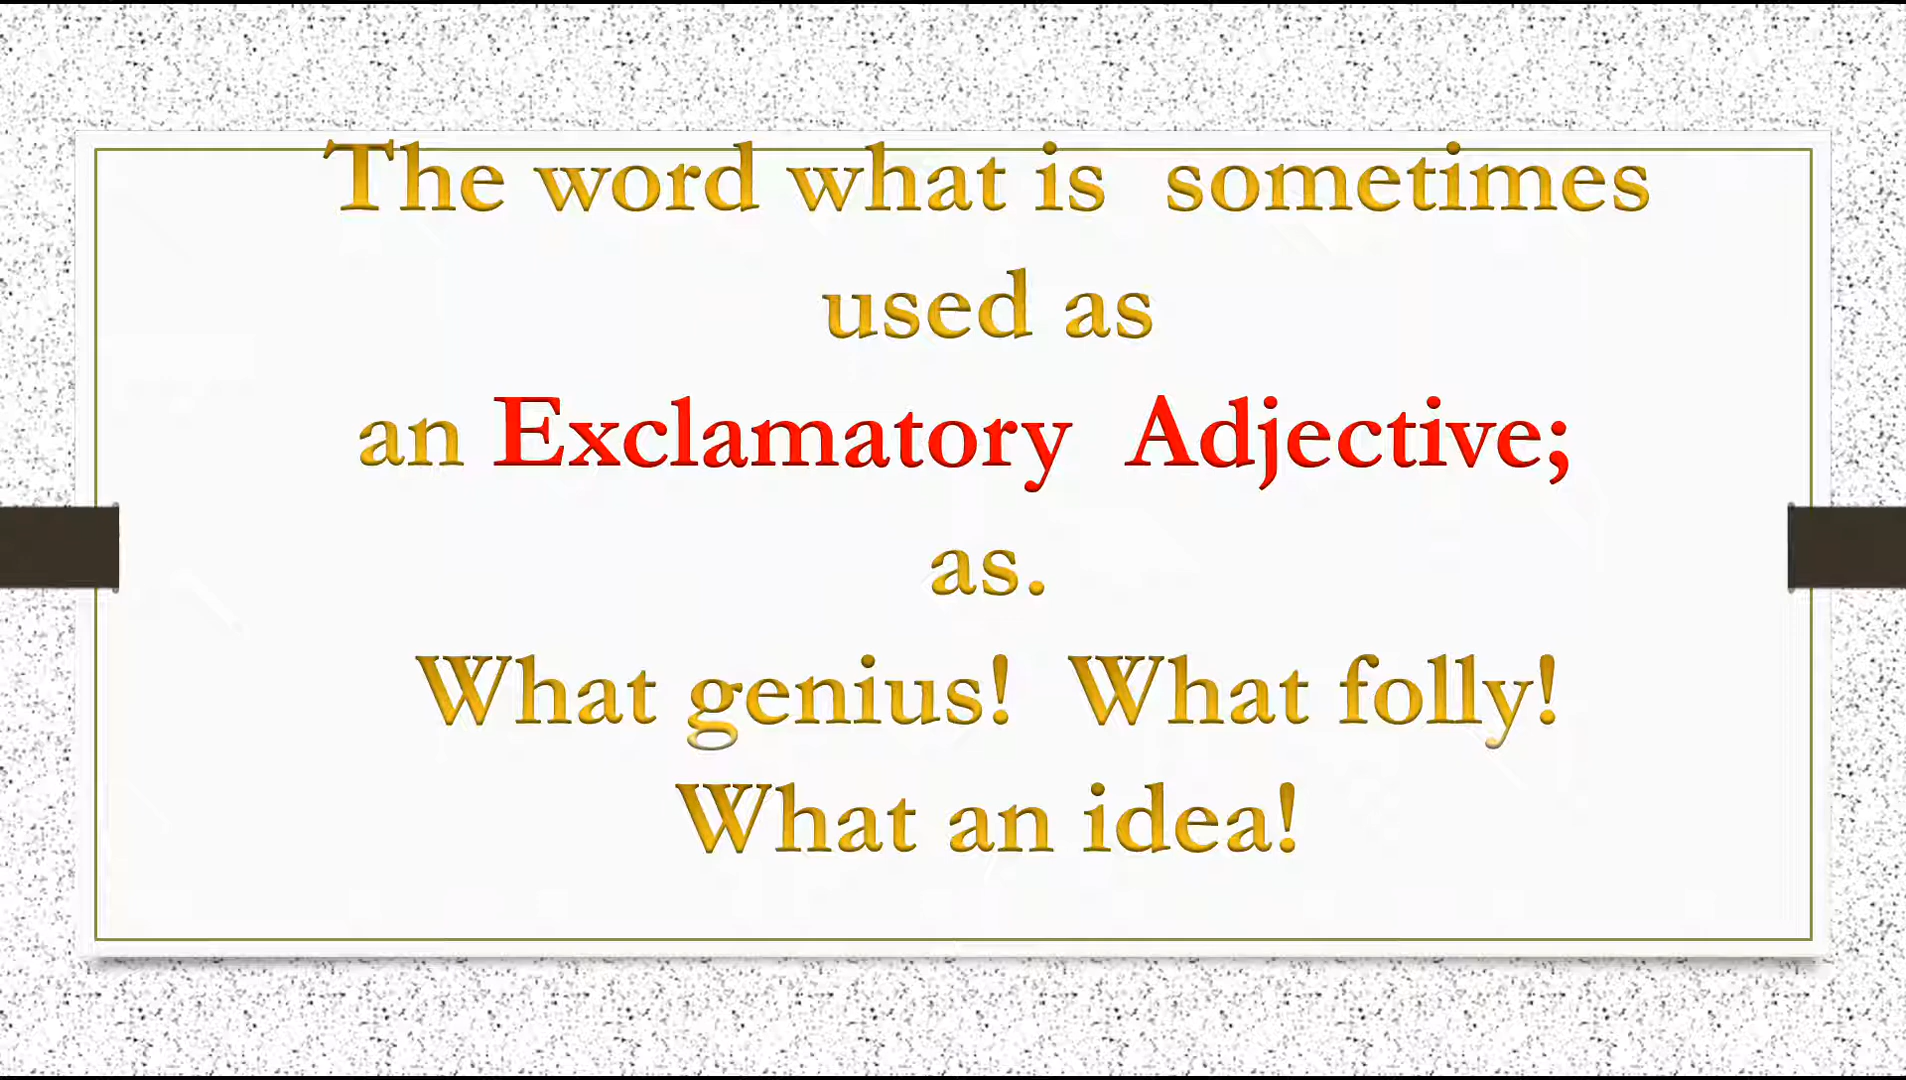 The word what is sometimes
used as
an Exclamatory Adjective;
as.
What genius! What folly!
What an idea!